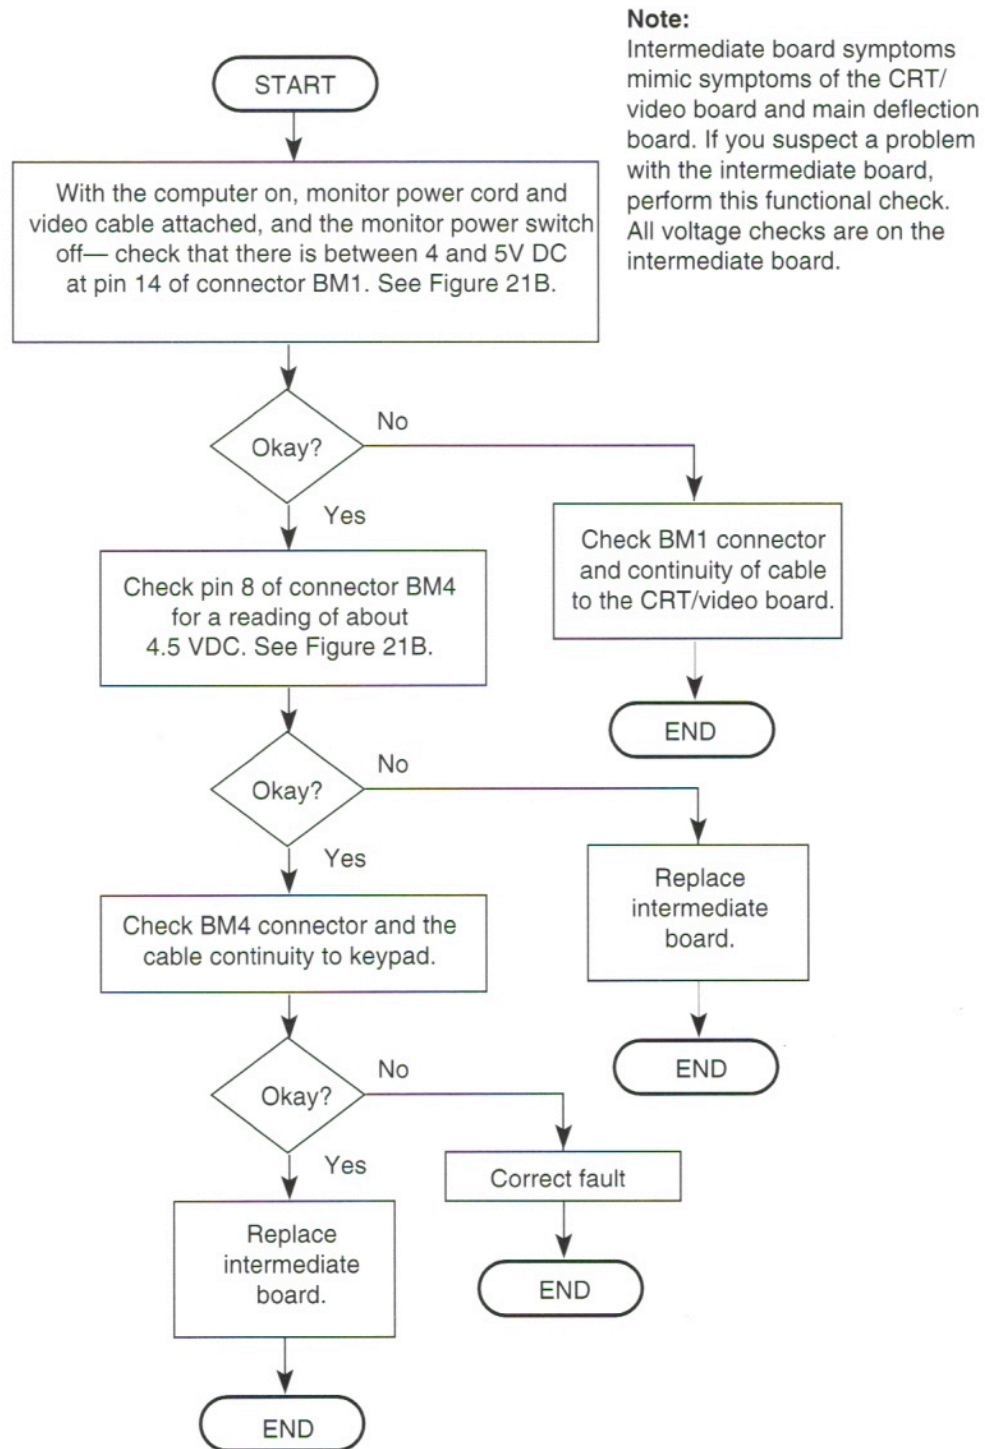 Note:
Intermediate board symptoms
mimic symptoms of the CRT/
video board and main deflection
board. If you suspect a problem
with the intermediate board,
perform this functional check.
All voltage checks are on the
intermediate board.
START
With the computer on, monitor power cord and
video cable attached, and the monitor power switch
off— check that there is between 4 and 5V DC
at pin 14 of connector BM1. See Figure 21B.
Okay?
No
Yes
Check BM1 connector
and continuity of cable
to the CRT/video board.
END
Check pin 8 of connector BM4
for a reading of about
4.5 VDC. See Figure 21B.
Okay?
No
Yes
Replace
intermediate
board.
END
Check BM4 connector and the
cable continuity to keypad.
Okay?
No
Yes
Correct fault
END
Replace
intermediate
board.
END